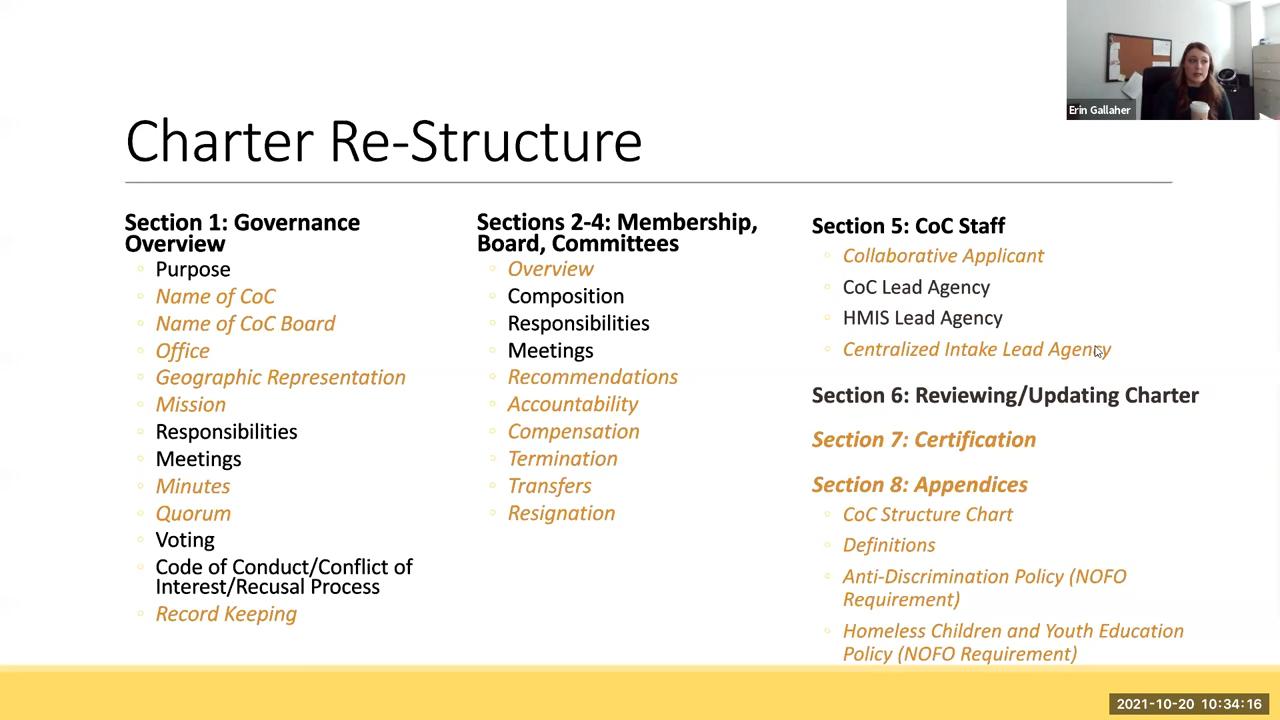 Erin Gallaher
Charter Re-Structure
Section 1: Governance
Overview
Purpose
Name of CoC
Name of CoC Board
Office
Geographic Representation
Mission
Responsibilities
Meetings
Minutes
Quorum
Voting
Code of Conduct/Conflict of
Interest/Recusal Process
Record Keeping
Sections 2-4: Membership,
Board, Committees
Overview
Composition
Responsibilities
Meetings
Recommendations
Accountability
Compensation
Termination
Transfers
Resignation
Section 5: CoC Staff
Collaborative Applicant
CoC Lead Agency
HMIS Lead Agency
Centralized Intake Lead Agency
Section 6: Reviewing/Updating Charter
Section 7: Certification
Section 8: Appendices
CoC Structure Chart
Definitions
Anti-Discrimination Policy (NOFO
Requirement)
Homeless Children and Youth Education
Policy (NOFO Requirement)
2021-10-20 10:34:16